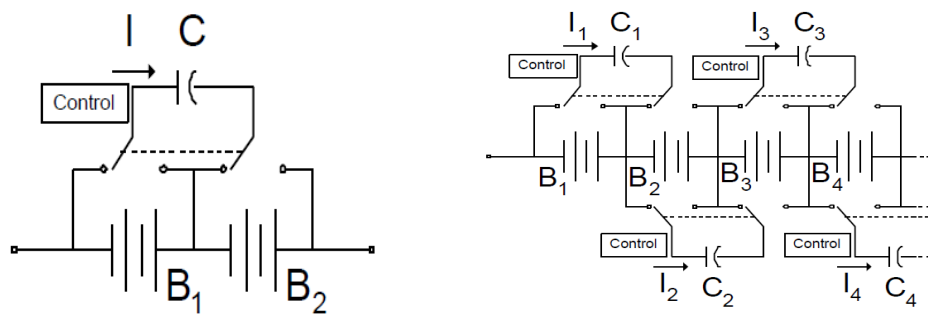 I C
Control
B1 B2
I1 C1 I3 C3
Control Control
B1 B2 B3 B4
Control Control
I2 C2 I4 C4